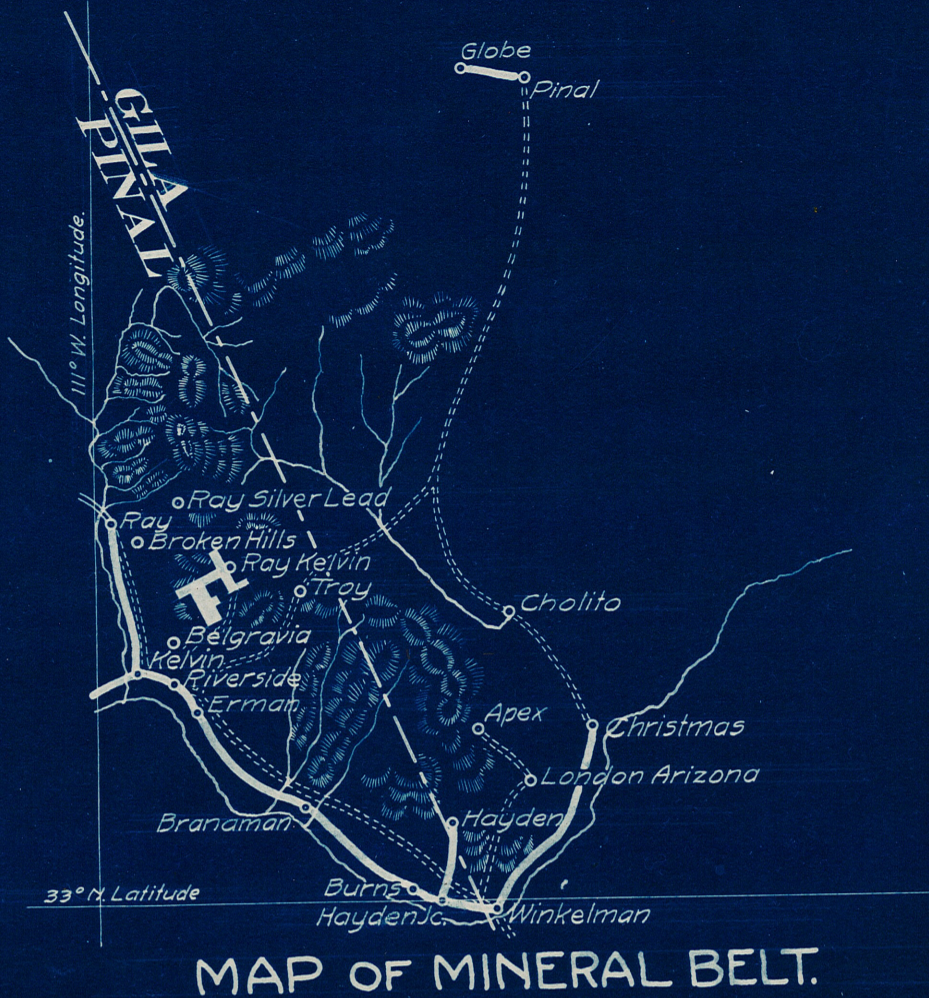 Globe
Pinal
GILA
PINAL
111° W. Longitude.
Ray Silver Lead
Ray
Broken Hills
Ray Kelvin
Troy
Cholito
Belgravia
Kelvin
Riverside
Erman
Apex
Christmas
London Arizona
Branaman
Hayden
Burns
33° N. Latitude
Hayden Jc.
Winkelman
MAP OF MINERAL BELT.